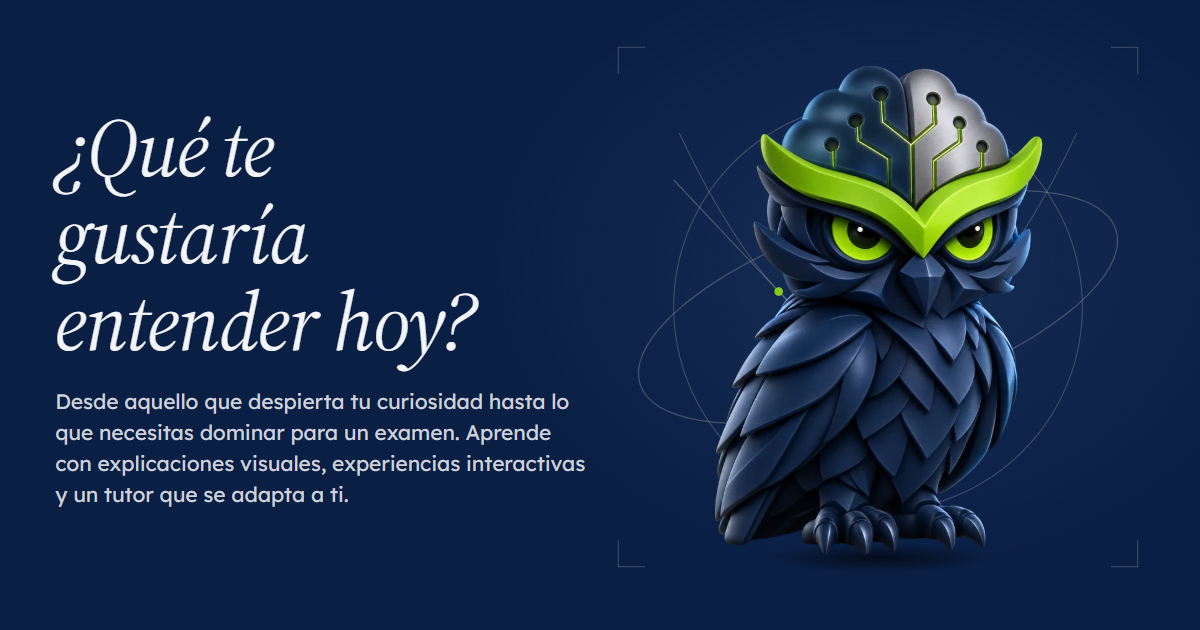 ¿Qué te
gustaría
entender hoy?
Desde aquello que despierta tu curiosidad hasta lo
que necesitas dominar para un examen. Aprende
con explicaciones visuales, experiencias interactivas
y un tutor que se adapta a ti.